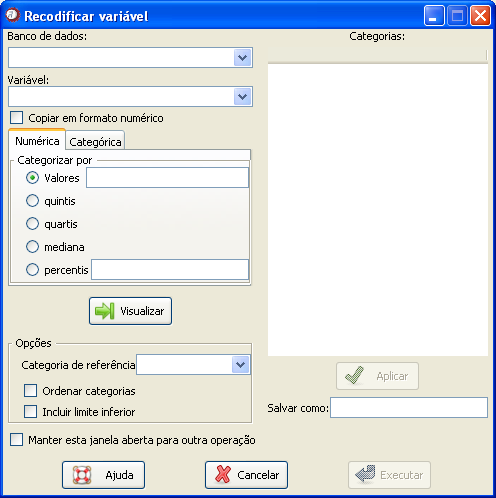 Recodificar variável
Banco de dados:
Variável:
Copiar em formato numérico
Numérica
Categórica
Categorizar por
Valores
quintis
quartis
mediana
percentis
Visualizar
Opções
Categoria de referência
Ordenar categorias
Incluir limite inferior
Manter esta janela aberta para outra operação
Categorias:
Aplicar
Salvar como:
Ajuda
Cancelar
Executar